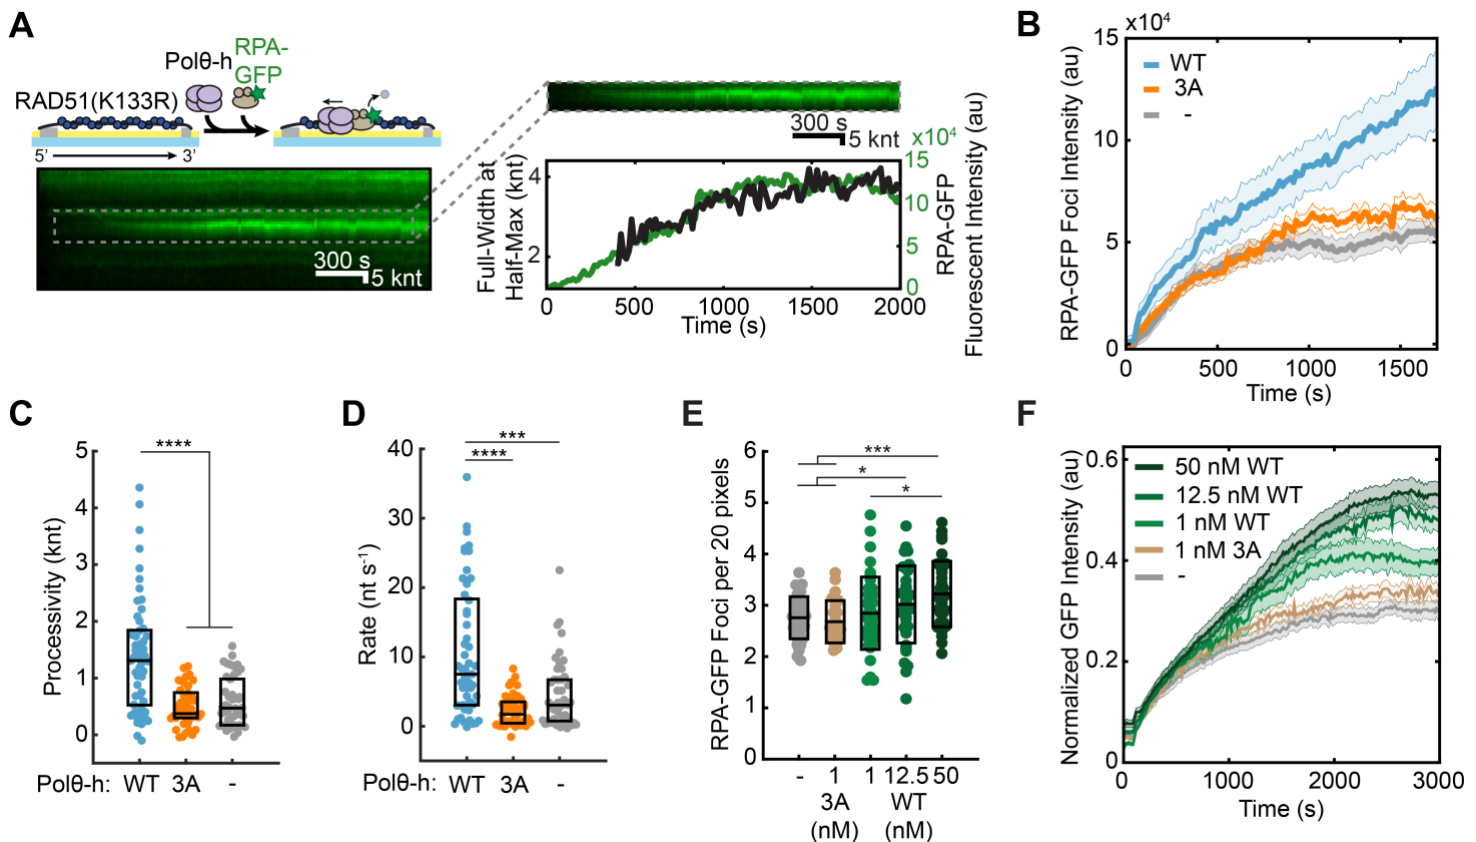 A
Polθ-h
RPA-
GFP
RAD51(K133R)
5'
3'
300 s
5 knt
300 s
5 knt
Full-Width at
Half-Max (knt)
4
2
x10⁴
15
10
5
0
RPA-GFP
Fluorescent Intensity (au)
0 500 1000 1500 2000
Time (s)
B
x10⁴
15
10
5
0
RPA-GFP Foci Intensity (au)
WT
3A
-
0 500 1000 1500
Time (s)
C
Processivity (knt)
5
4
3
2
1
0
****
Polθ-h: WT 3A -
D
Rate (nt s⁻¹)
40
30
20
10
0
***
****
Polθ-h: WT 3A -
E
RPA-GFP Foci per 20 pixels
6
5
4
3
2
1
0
***
*
*
- 1 1 12.5 50
3A WT
(nM) (nM)
F
Normalized GFP Intensity (au)
0.6
0.4
0.2
0
50 nM WT
12.5 nM WT
1 nM WT
1 nM 3A
-
0 1000 2000 3000
Time (s)